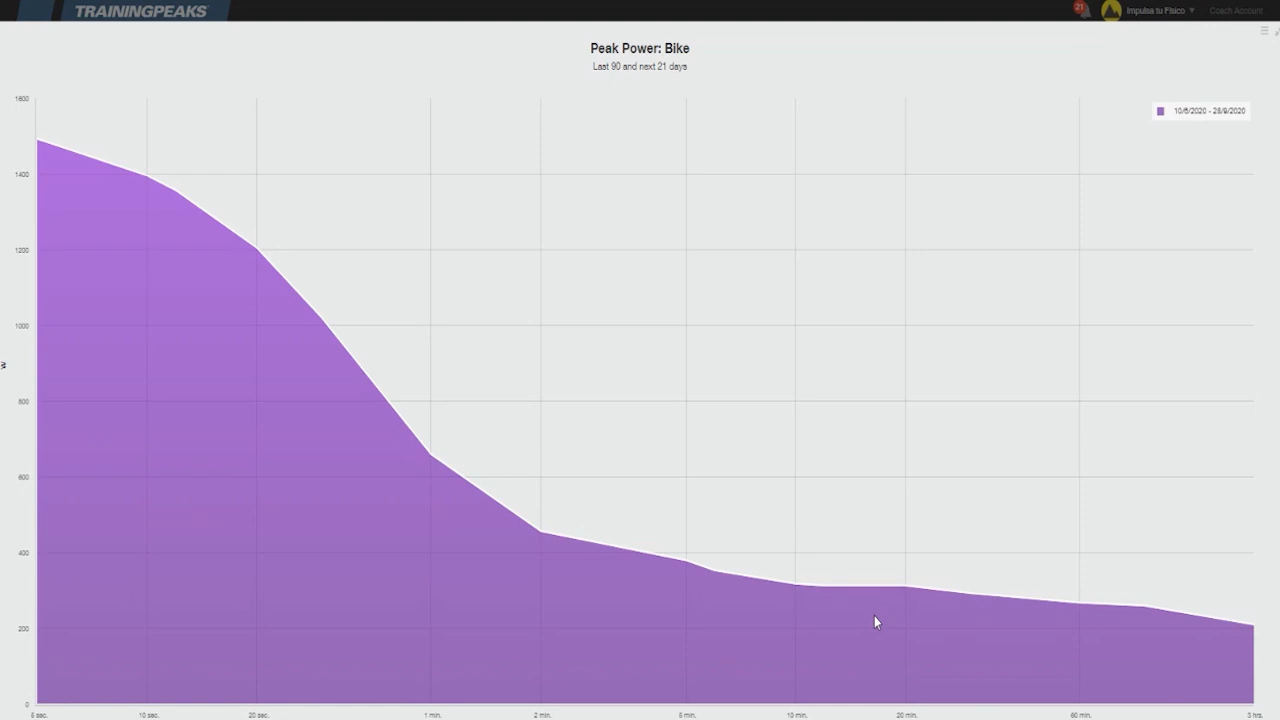 TRAININGPEAKS
21
Impulsa tu Físico
Coach Account
Peak Power: Bike
Last 90 and next 21 days
10/6/2020 - 28/9/2020
1600
1400
1200
1000
800
600
400
200
0
W
5 sec.
10 sec.
20 sec.
1 min.
2 min.
5 min.
10 min.
20 min.
60 min.
3 hrs.